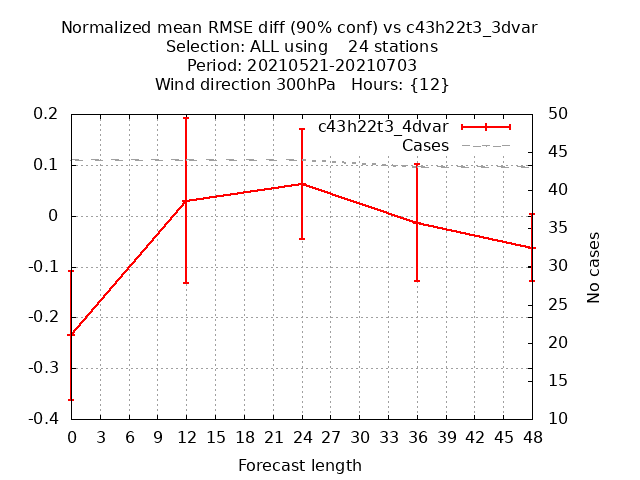 Normalized mean RMSE diff (90% conf) vs c43h22t3_3dvar
Selection: ALL using    24 stations
Period: 20210521-20210703
Wind direction 300hPa   Hours: {12}
c43h22t3_4dvar
Cases
0.2
0.1
0
-0.1
-0.2
-0.3
-0.4
50
45
40
35
30
25
20
15
10
No cases
0 3 6 9 12 15 18 21 24 27 30 33 36 39 42 45 48
Forecast length